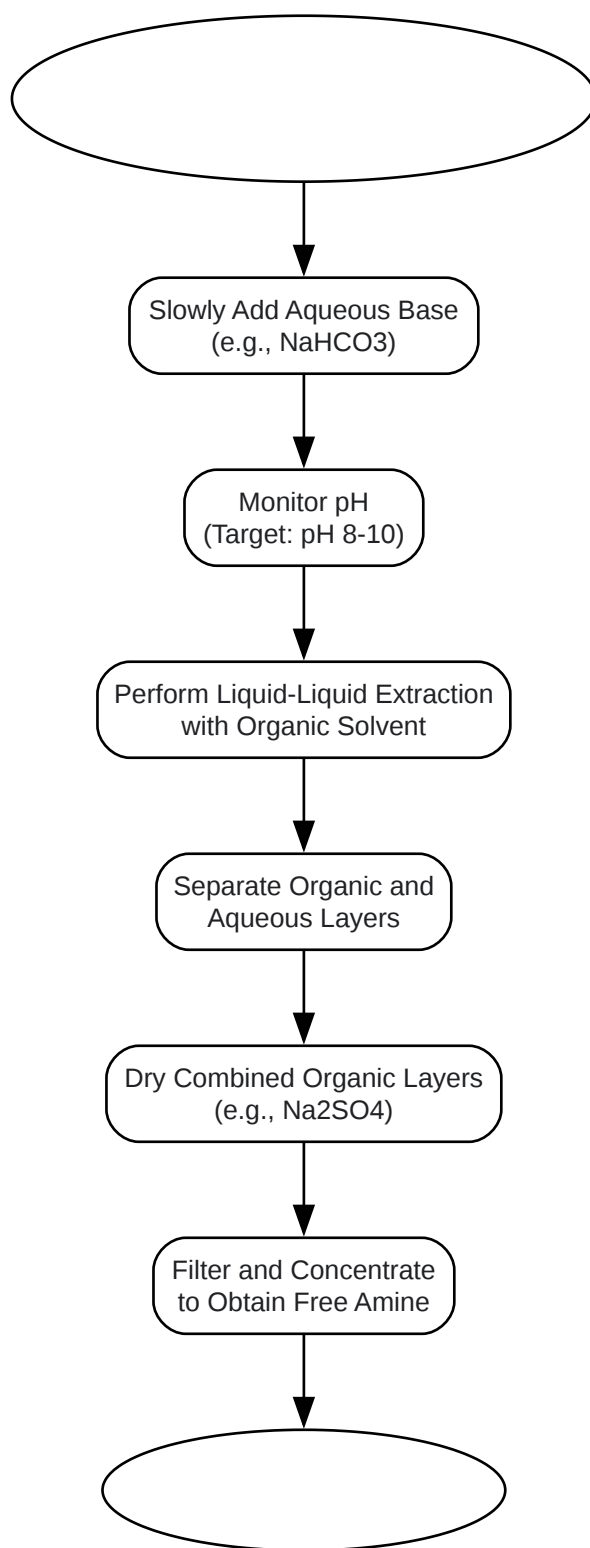 Slowly Add Aqueous Base
(e.g., NaHCO3)
Monitor pH
(Target: pH 8-10)
Perform Liquid-Liquid Extraction
with Organic Solvent
Separate Organic and
Aqueous Layers
Dry Combined Organic Layers
(e.g., Na2SO4)
Filter and Concentrate
to Obtain Free Amine